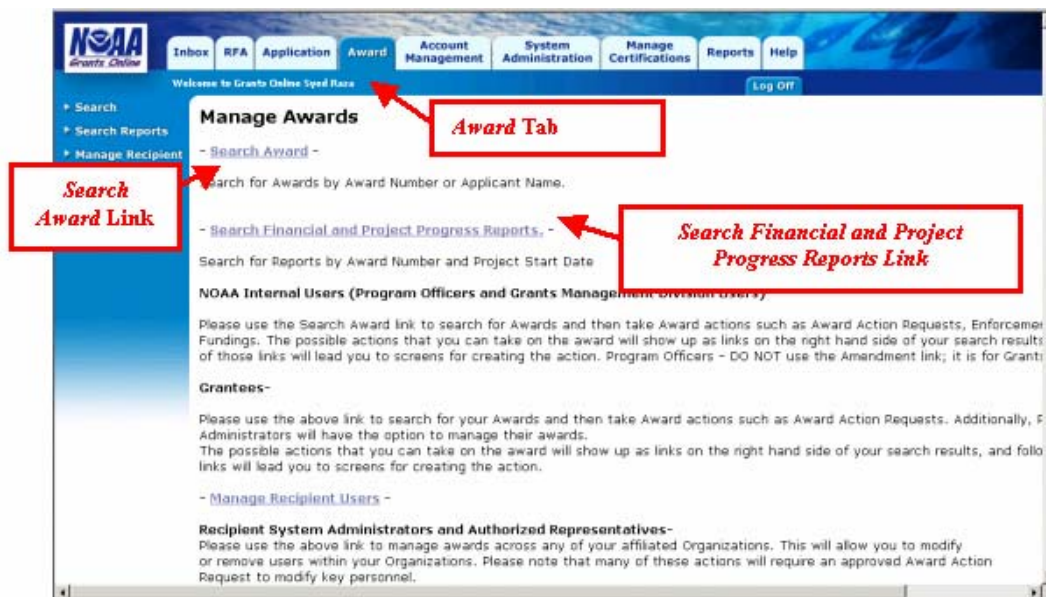 NOAA
Grants Online
Inbox RFA Application Award Account Management System Administration Manage Certifications Reports Help
Welcome to Grants Online Syed Raza
Log Off
Search
Search Reports
Manage Recipient
Manage Awards
Award Tab
- Search Award -
Search Award Link
Search for Awards by Award Number or Applicant Name.
- Search Financial and Project Progress Reports. -
Search Financial and Project
Progress Reports Link
Search for Reports by Award Number and Project Start Date
NOAA Internal Users (Program Officers and Grants Management Division Users)
Please use the Search Award link to search for Awards and then take Award actions such as Award Action Requests,
Fundings. The possible actions that you can take on the award will show up as links on the right hand side of your search results
of those links will lead you to screens for creating the action. Program Officers - DO NOT use the Amendment link; it is for
Grantees-
Please use the above link to search for your Awards and then take Award actions such as Award Action Requests. Additionally,
Administrators will have the option to manage their awards.
The possible actions that you can take on the award will show up as links on the right hand side of your search results, and
links will lead you to screens for creating the action.
- Manage Recipient Users -
Recipient System Administrators and Authorized Representatives-
Please use the above link to manage awards across any of your affiliated Organizations. This will allow you to modify
or remove users within your Organizations. Please note that many of these actions will require an approved Award Action
Request to modify key personnel.